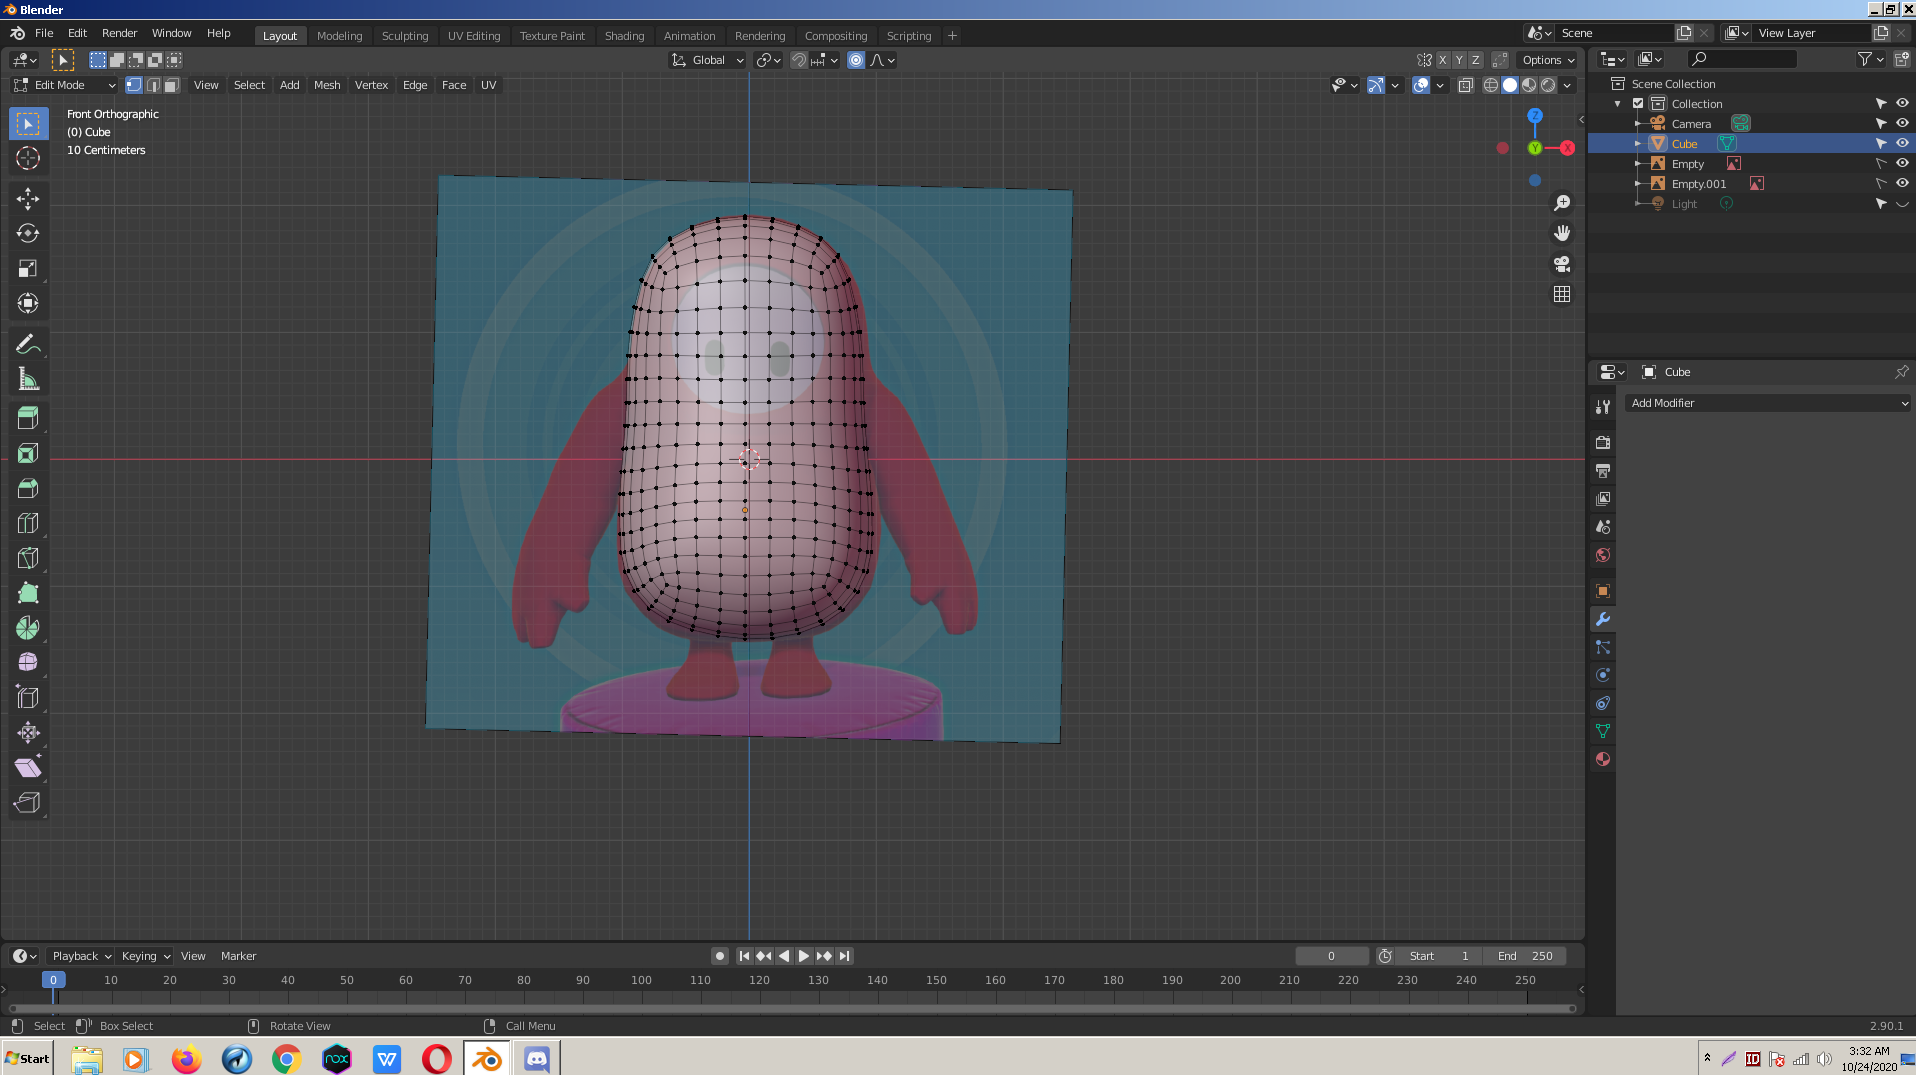 Blender
File Edit Render Window Help
Layout Modeling Sculpting UV Editing Texture Paint Shading Animation Rendering Compositing Scripting +
Scene
View Layer
Global
X Y Z
Options
Edit Mode
View Select Add Mesh Vertex Edge Face UV
Front Orthographic
(0) Cube
10 Centimeters
Z
Y
X
Scene Collection
Collection
Camera
Cube
Empty
Empty.001
Light
Cube
Add Modifier
Playback Keying View Marker
0
Start 1
End 250
0 10 20 30 40 50 60 70 80 90 100 110 120 130 140 150 160 170 180 190 200 210 220 230 240 250
Select Box Select Rotate View Call Menu
2.90.1
Start
nox
W
ID
3:32 AM
10/24/2020